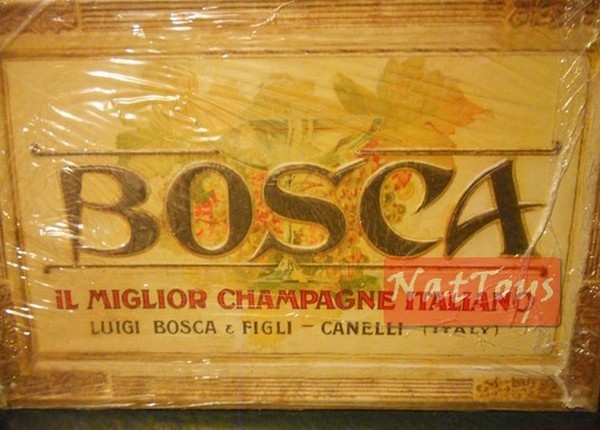 BOSCA
IL MIGLIOR CHAMPAGNE ITALIANO
NatToys
LUIGI BOSCA & FIGLI - CANELLI (ITALY)